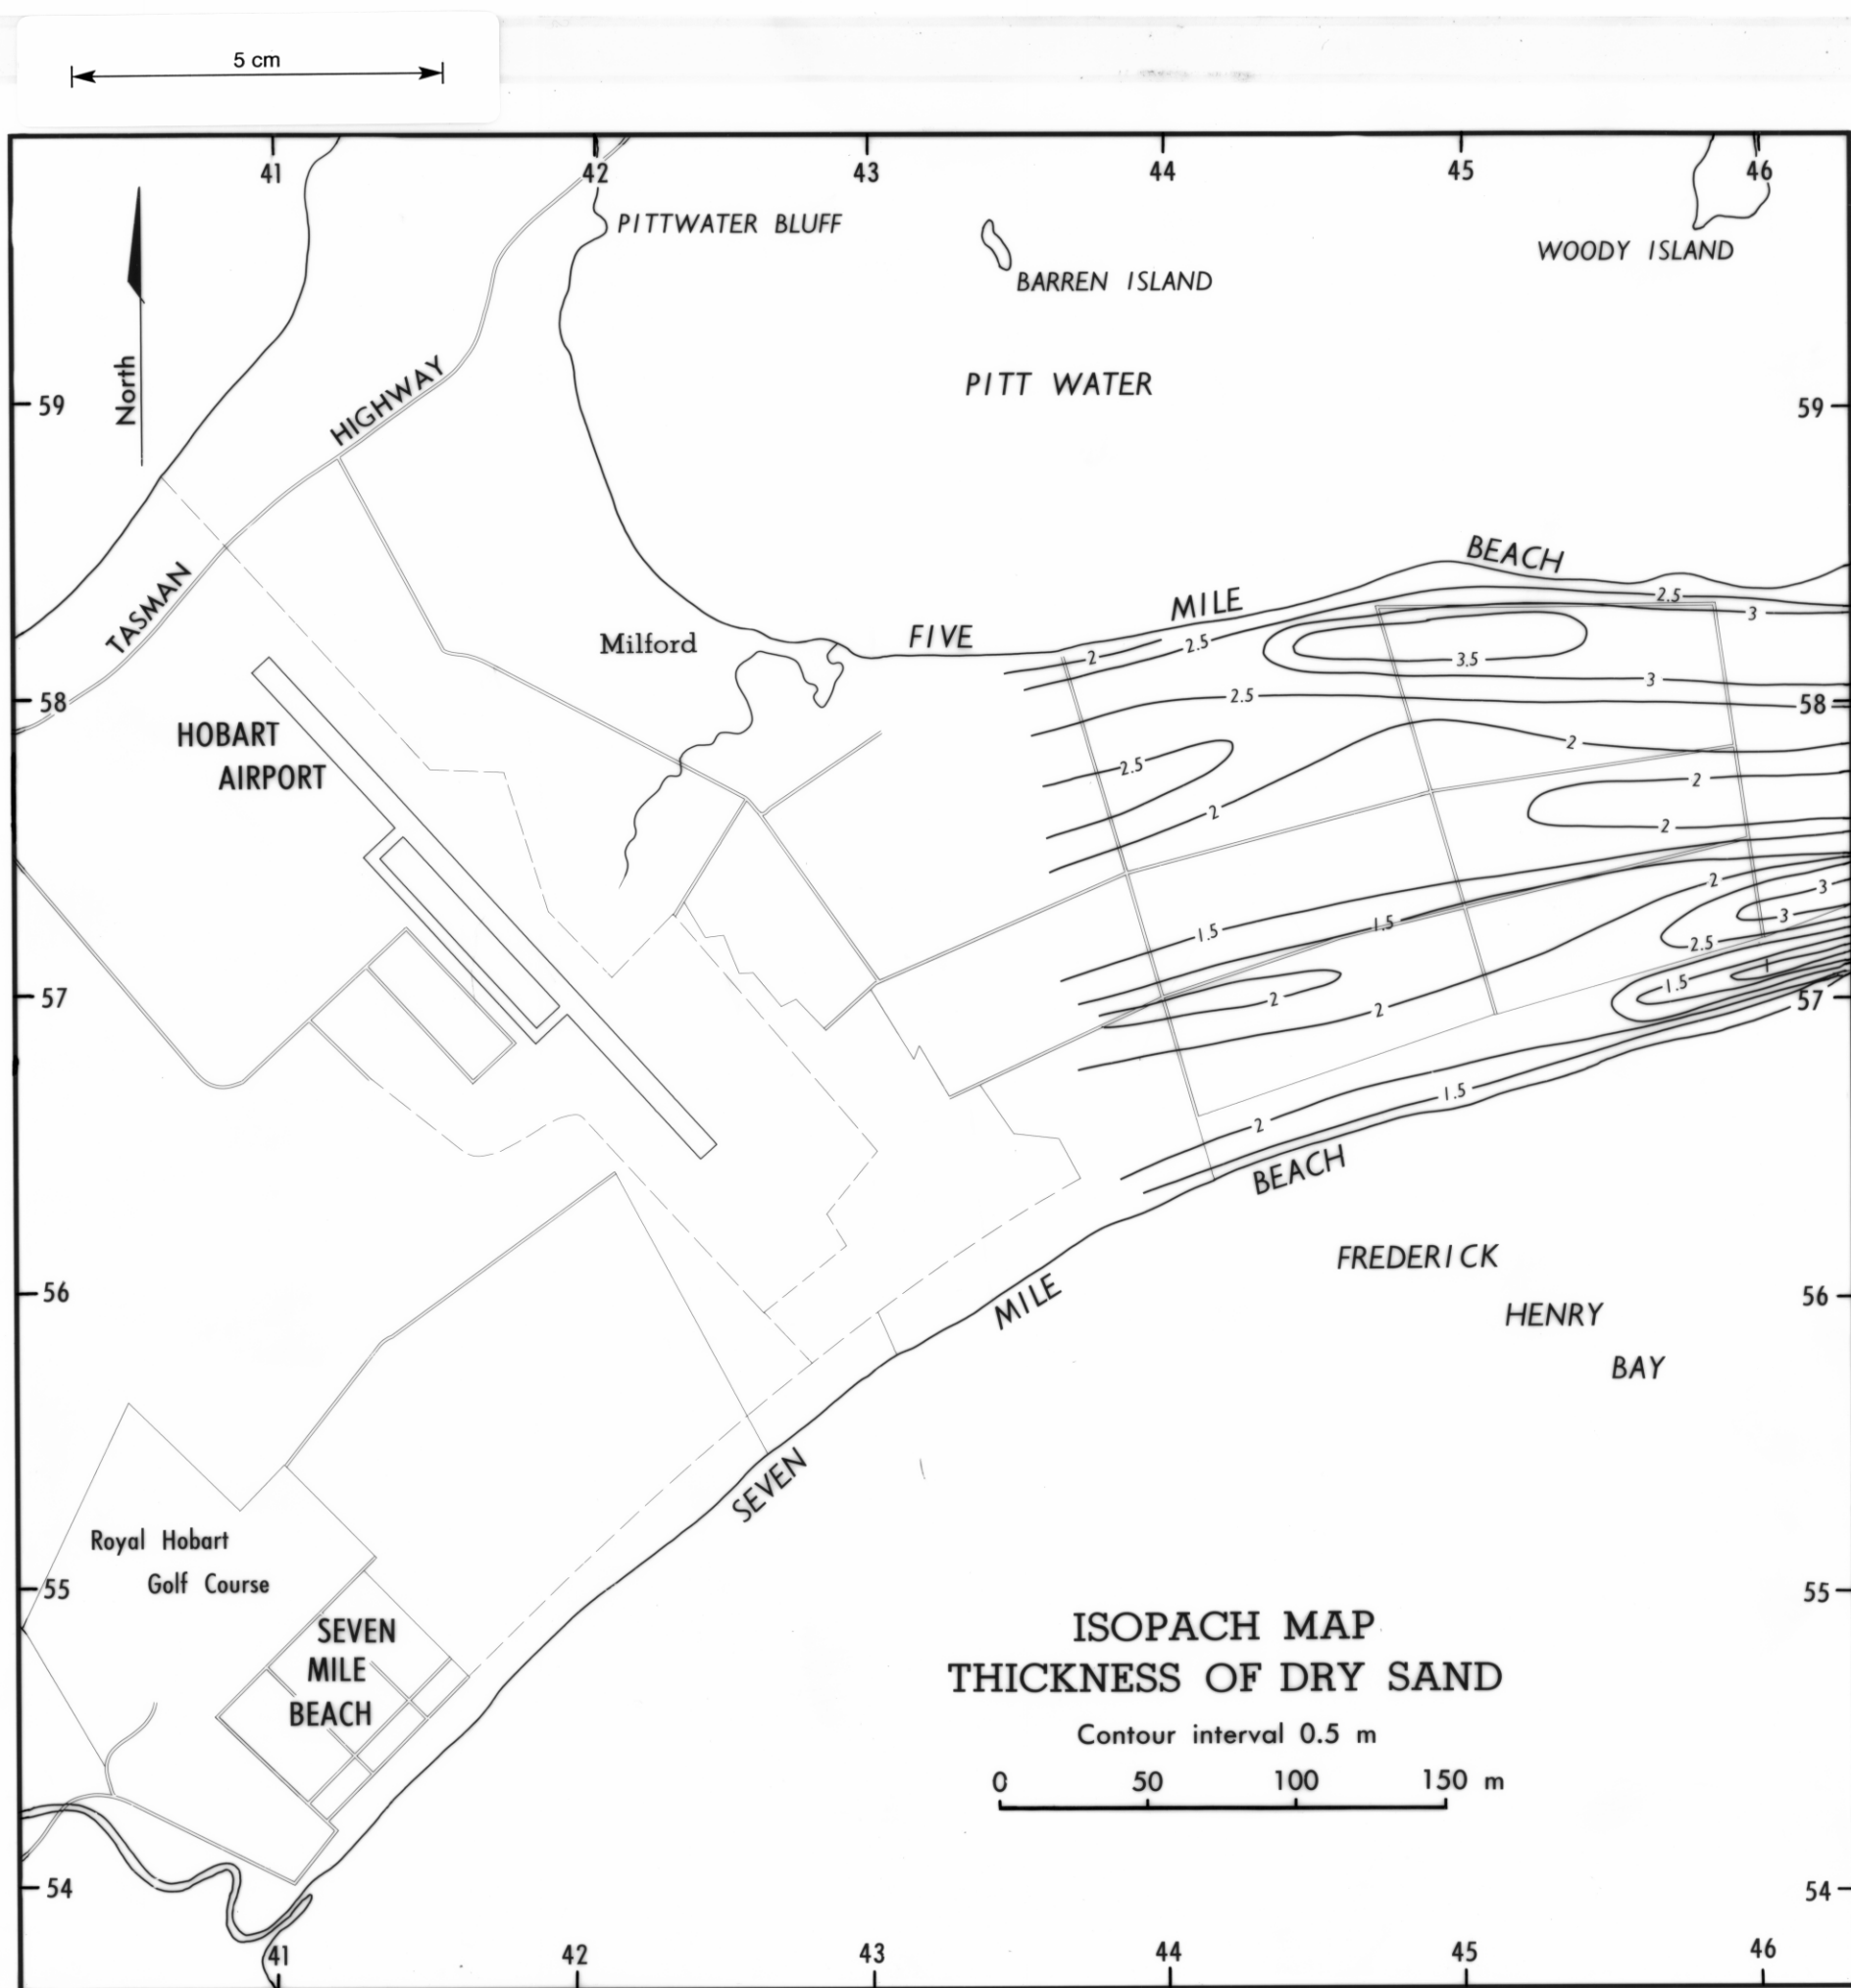 5 cm
41 42 43 44 45 46
PITTWATER BLUFF
BARREN ISLAND
WOODY ISLAND
PITT WATER
North
59
59
TASMAN HIGHWAY
FIVE MILE BEACH
Milford
58
58
HOBART
AIRPORT
2
2.5
2.5
3
3.5
3
2.5
2
2.5
2
2
2
2
3
3
2.5
1.5
1.5
1.5
1
2
2
2
1.5
57
57
SEVEN MILE BEACH
FREDERICK
HENRY
BAY
56
56
Royal Hobart
Golf Course
55
55
SEVEN
MILE
BEACH
ISOPACH MAP
THICKNESS OF DRY SAND
Contour interval 0.5 m
0 50 100 150 m
54
54
41 42 43 44 45 46